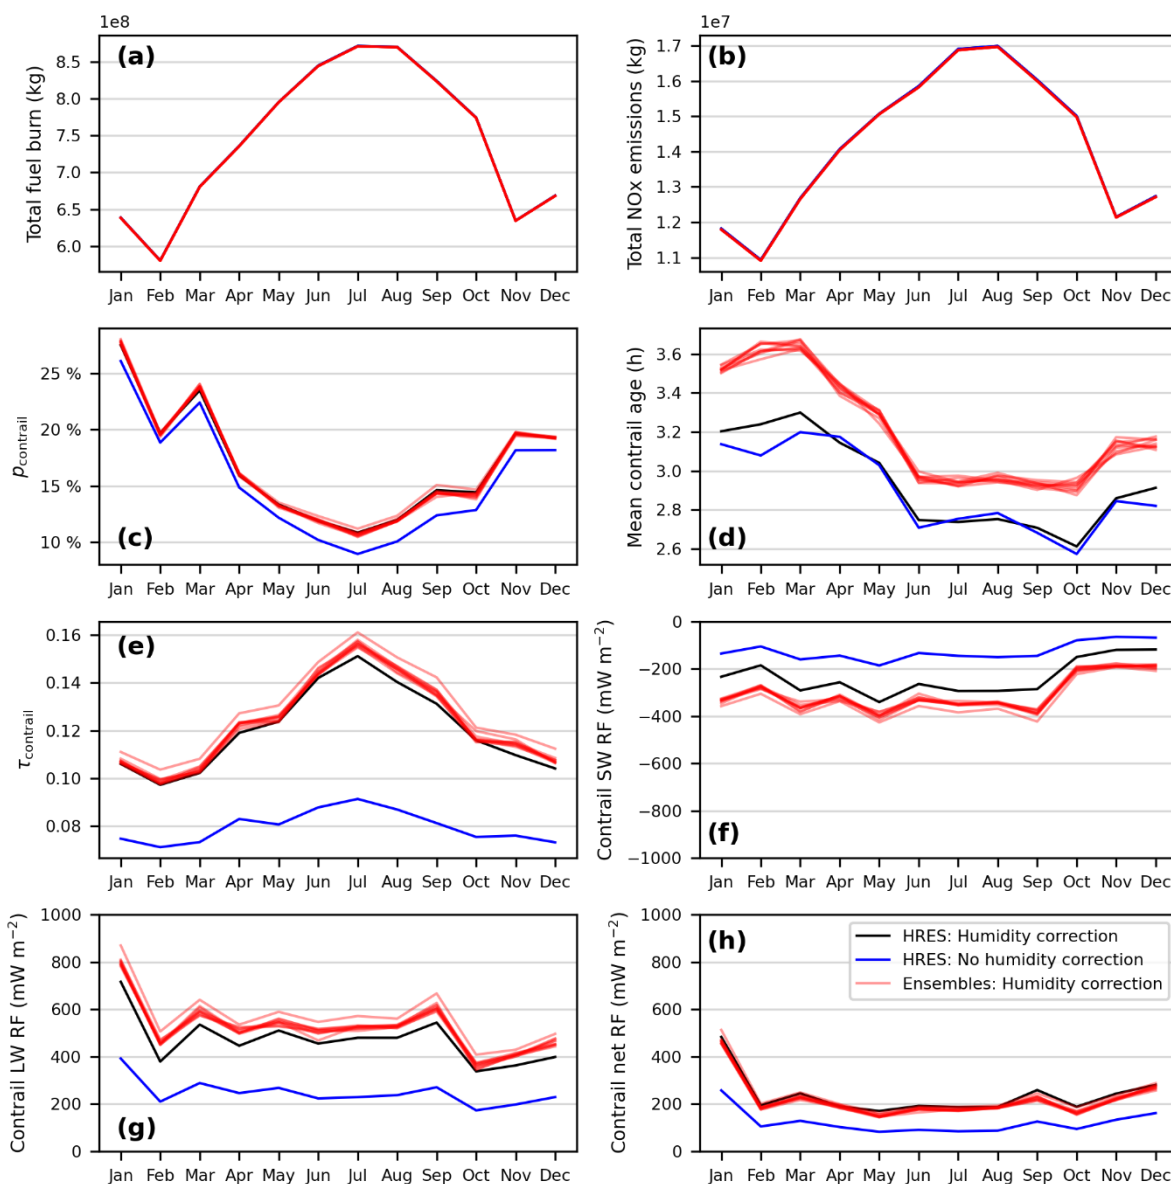 1e8
(a)
Total fuel burn (kg)
8.5
8.0
7.5
7.0
6.5
6.0
Jan Feb Mar Apr May Jun Jul Aug Sep Oct Nov Dec
1e7
(b)
Total NOx emissions (kg)
1.7
1.6
1.5
1.4
1.3
1.2
1.1
Jan Feb Mar Apr May Jun Jul Aug Sep Oct Nov Dec
(c)
p_contrail
25 %
20 %
15 %
10 %
Jan Feb Mar Apr May Jun Jul Aug Sep Oct Nov Dec
(d)
Mean contrail age (h)
3.6
3.4
3.2
3.0
2.8
2.6
Jan Feb Mar Apr May Jun Jul Aug Sep Oct Nov Dec
(e)
τ_contrail
0.16
0.14
0.12
0.10
0.08
Jan Feb Mar Apr May Jun Jul Aug Sep Oct Nov Dec
(f)
Contrail SW RF (mW m⁻²)
0
−200
−400
−600
−800
−1000
Jan Feb Mar Apr May Jun Jul Aug Sep Oct Nov Dec
(g)
Contrail LW RF (mW m⁻²)
1000
800
600
400
200
0
Jan Feb Mar Apr May Jun Jul Aug Sep Oct Nov Dec
(h)
Contrail net RF (mW m⁻²)
1000
800
600
400
200
0
HRES: Humidity correction
HRES: No humidity correction
Ensembles: Humidity correction
Jan Feb Mar Apr May Jun Jul Aug Sep Oct Nov Dec